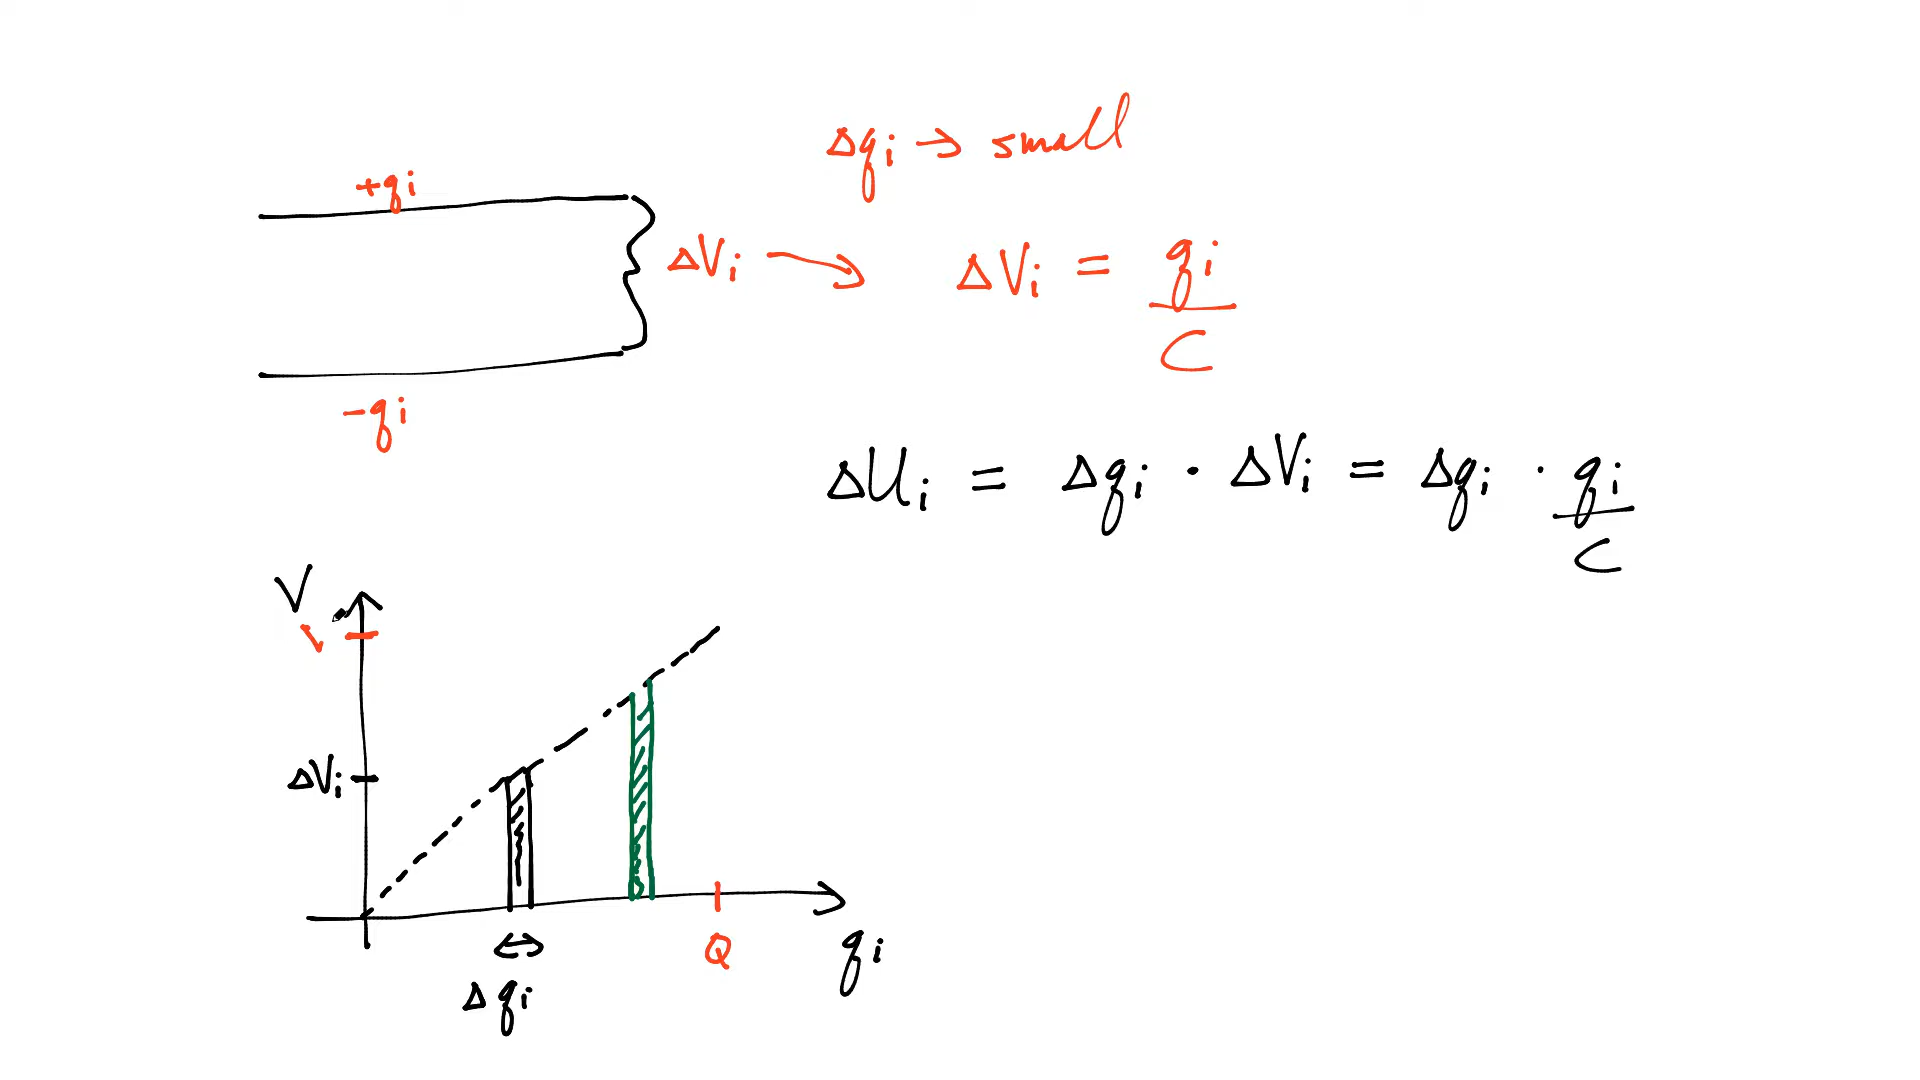 Δqi → small
+qi
ΔVi → ΔVi = qi / C
-qi
ΔUi = Δqi · ΔVi = Δqi · qi / C
V
ΔVi
Q
qi
Δqi